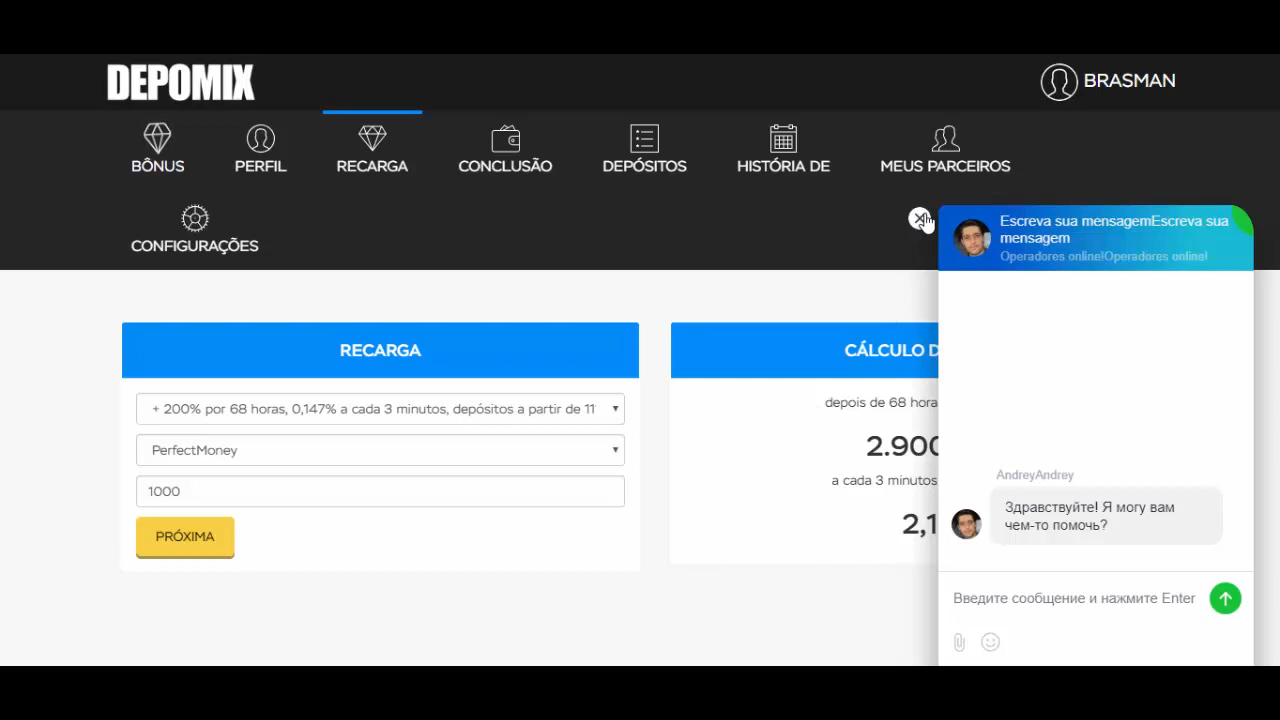 DEPOMIX
BRASMAN
BÔNUS
PERFIL
RECARGA
CONCLUSÃO
DEPÓSITOS
HISTÓRIA DE
MEUS PARCEIROS
CONFIGURAÇÕES
RECARGA
+ 200% por 68 horas, 0,147% a cada 3 minutos, depósitos a partir de 11
PerfectMoney
1000
PRÓXIMA
CÁLCULO D
depois de 68 hora
2.900
a cada 3 minutos
2,1
Escreva sua mensagemEscreva sua
mensagem
Operadores online!Operadores online!
AndreyAndrey
Здравствуйте! Я могу вам
чем-то помочь?
Введите сообщение и нажмите Enter